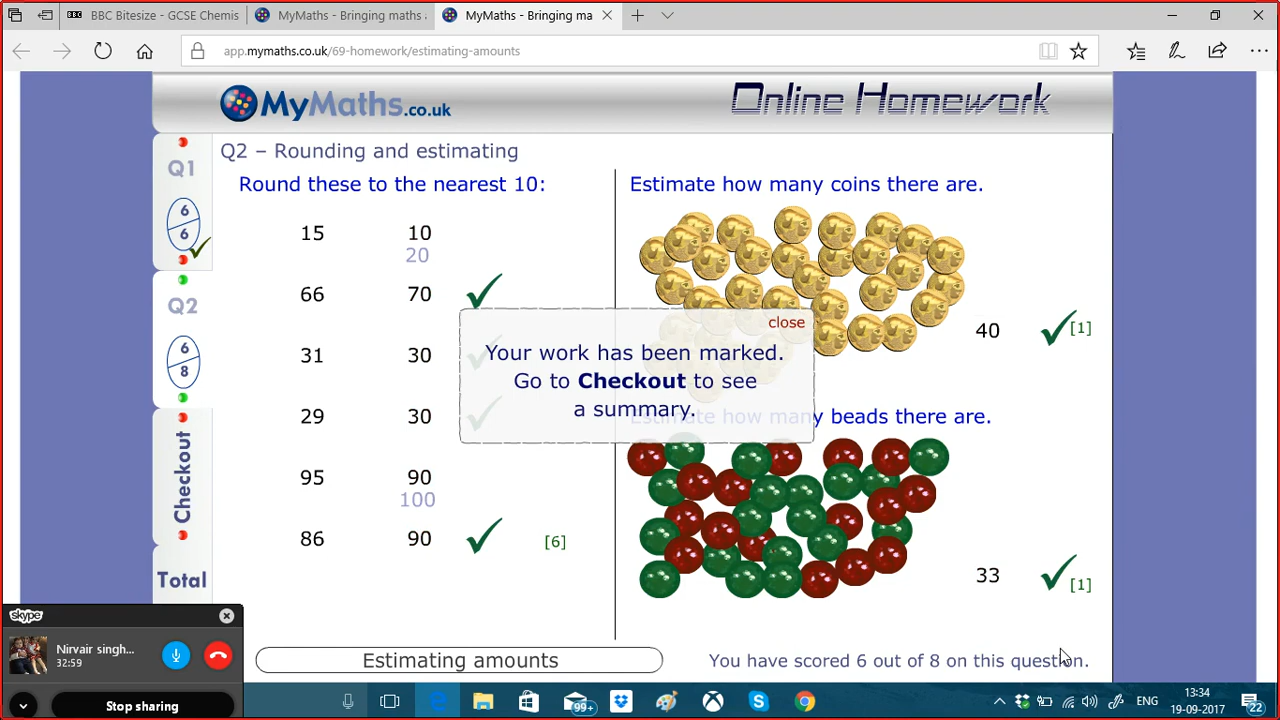 BBC Bitesize - GCSE Chemis
MyMaths - Bringing maths a
MyMaths - Bringing ma
app.mymaths.co.uk/69-homework/estimating-amounts
MyMaths.co.uk
Online Homework
Q1
6
6
Q2
6
8
Checkout
Total
Q2 – Rounding and estimating
Round these to the nearest 10:
15 10
20
66 70
31 30
29 30
95 90
100
86 90 [6]
Estimate how many coins there are.
40 [1]
close
Your work has been marked.
Go to Checkout to see
a summary.
Estimate how many beads there are.
33 [1]
Estimating amounts
You have scored 6 out of 8 on this question.
skype
Nirvair singh...
32:59
Stop sharing
99+
ENG
13:34
19-09-2017
22